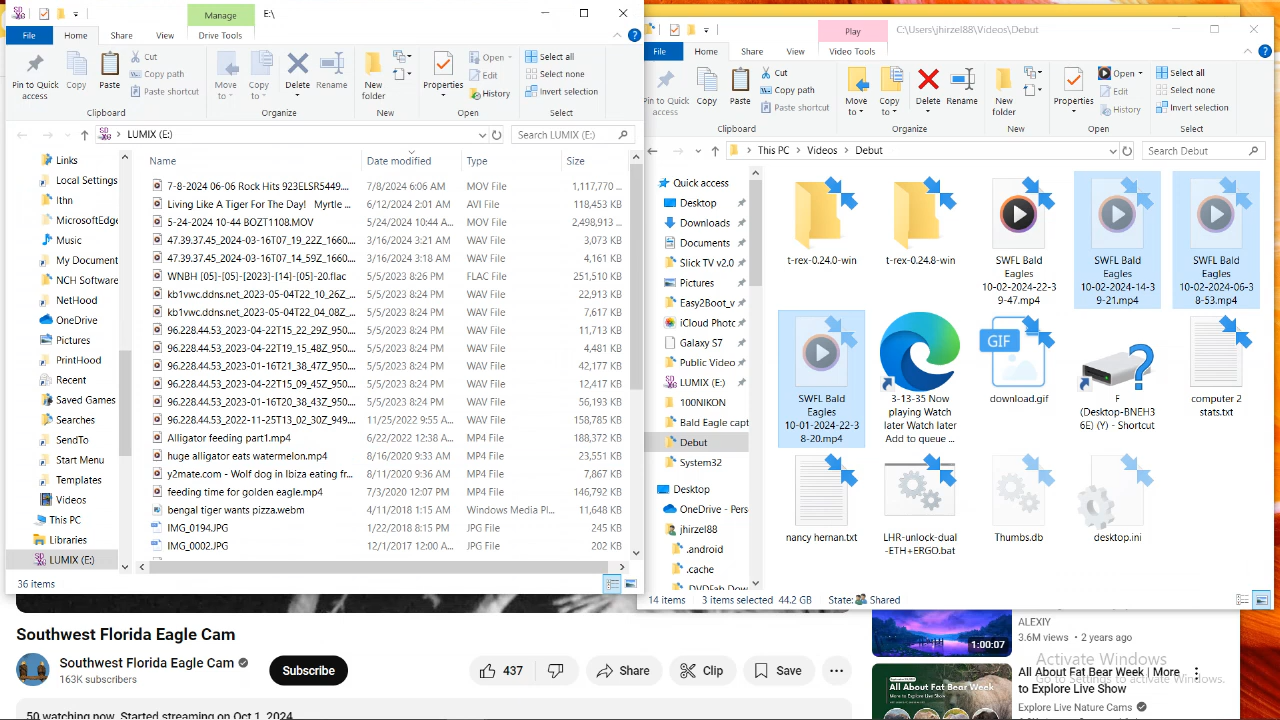 Manage
E:\
File
Home
Share
View
Drive Tools
Pin to Quick access
Copy
Paste
Cut
Copy path
Paste shortcut
Move to
Copy to
Delete
Rename
New folder
Properties
Open
Edit
History
Select all
Select none
Invert selection
Clipboard
Organize
New
Open
Select
LUMIX (E:)
Search LUMIX (E:)
Name
Date modified
Type
Size
Links
Local Settings
lthn
MicrosoftEdge
Music
My Document
NCH Software
NetHood
OneDrive
Pictures
PrintHood
Recent
Saved Games
Searches
SendTo
Start Menu
Templates
Videos
This PC
Libraries
LUMIX (E:)
7-8-2024 06-06 Rock Hits 923ELSR5449.... 7/8/2024 6:06 AM MOV File 1,117,770 ...
Living Like A Tiger For The Day! Myrtle ... 6/12/2024 2:01 AM AVI File 118,453 KB
5-24-2024 10-44 BOZT1108.MOV 5/24/2024 10:44 A... MOV File 2,498,913 ...
47.39.37.45_2024-03-16T07_19_22Z_1660.... 3/16/2024 3:21 AM WAV File 3,073 KB
47.39.37.45_2024-03-16T07_14_59Z_1660.... 3/16/2024 3:18 AM WAV File 4,161 KB
WNBH [05]-[05]-[2023]-[14]-[05]-20.flac 5/5/2023 8:26 PM FLAC File 251,510 KB
kb1vwc.ddns.net_2023-05-04T22_10_26Z_... 5/5/2023 8:24 PM WAV File 22,913 KB
kb1vwc.ddns.net_2023-05-04T22_04_08Z_... 5/5/2023 8:24 PM WAV File 7,617 KB
96.228.44.53_2023-04-22T15_22_29Z_950.... 5/5/2023 8:24 PM WAV File 11,713 KB
96.228.44.53_2023-04-22T19 5/5/2023 8:24 PM WAV File 4,481 KB
96.228.44.53_2023-01-16T21_38_47Z_950.... 5/5/2023 8:24 PM WAV File 42,177 KB
96.228.44.53_2023-04-22T15_09_45Z_950.... 5/5/2023 8:24 PM WAV File 12,417 KB
96.228.44.53_2023-01-16T20_38_43Z_950.... 5/5/2023 8:24 PM WAV File 56,193 KB
96.228.44.53_2022-11-25T13_02_30Z_949.... 11/25/2022 9:55 A... WAV File 158,785 KB
Alligator feeding part1.mp4 6/22/2022 12:38 A... MP4 File 188,372 KB
huge alligator eats watermelon.mp4 8/16/2020 9:33 AM MP4 File 23,551 KB
y2mate.com - Wolf dog in Ibiza eating fr... 8/11/2020 9:36 AM MP4 File 7,867 KB
feeding time for golden eagle.mp4 7/3/2019 12:07 PM MP4 File 146,792 KB
bengal tiger wants pizza.webm 4/11/2018 1:15 AM Windows Media Pl... 11,648 KB
IMG_0194.JPG 1/22/2018 8:15 PM JPG File 245 KB
IMG_0002.JPG 12/1/2017 12:00 A... JPG File 202 KB
36 items
Play
C:\Users\jhirzel88\Videos\Debut
File
Home
Share
View
Video Tools
Pin to Quick access
Copy
Paste
Cut
Copy path
Paste shortcut
Move to
Copy to
Delete
Rename
New folder
Properties
Open
Edit
History
Select all
Select none
Invert selection
Clipboard
Organize
New
Open
Select
This PC
Videos
Debut
Search Debut
Quick access
Desktop
Downloads
Documents
Slick TV v2.0
Pictures
Easy2Boot_v
iCloud Photo
Galaxy S7
Public Video
LUMIX (E:)
100NIKON
Bald Eagle capt
Debut
System32
Desktop
OneDrive - Pers
jhirzel88
.android
.cache
.DVDFab Down
t-rex-0.24.0-win
t-rex-0.24.8-win
SWFL Bald
Eagles
10-02-2024-22-3
9-47.mp4
SWFL Bald
Eagles
10-02-2024-14-3
9-21.mp4
SWFL Bald
Eagles
10-02-2024-06-3
8-53.mp4
SWFL Bald
Eagles
10-01-2024-22-3
8-20.mp4
3-13-35 Now
playing Watch
later Watch later
Add to queue ...
GIF
download.gif
F
(Desktop-BNEH3
6E) (Y) - Shortcut
computer 2
stats.txt
nancy hernan.txt
LHR-unlock-dual
-ETH+ERGO.bat
Thumbs.db
desktop.ini
14 items
3 items selected 44.2 GB
State: Shared
Southwest Florida Eagle Cam
Southwest Florida Eagle Cam
163K subscribers
Subscribe
437
Share
Clip
Save
50 watching now Started streaming on Oct 1, 2024
1:00:07
ALEXIY
3.6M views • 2 years ago
All About Fat Bear Week
All About Fat Bear Week | More
to Explore Live Show
Explore Live Nature Cams
Activate Windows
Go to Settings to activate Windows.